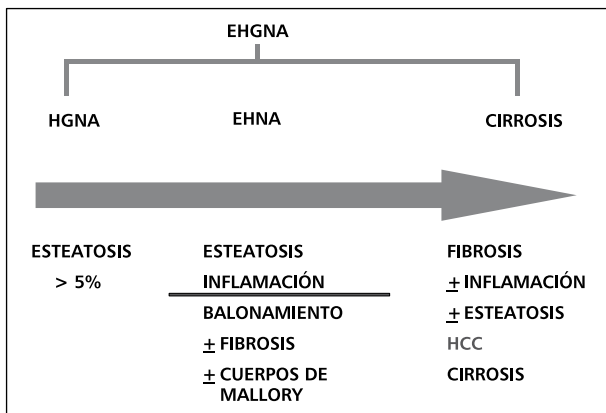 EHGNA
HGNA
EHNA
CIRROSIS
ESTEATOSIS
> 5%
ESTEATOSIS
INFLAMACIÓN
BALONAMIENTO
± FIBROSIS
± CUERPOS DE
MALLORY
FIBROSIS
± INFLAMACIÓN
± ESTEATOSIS
HCC
CIRROSIS